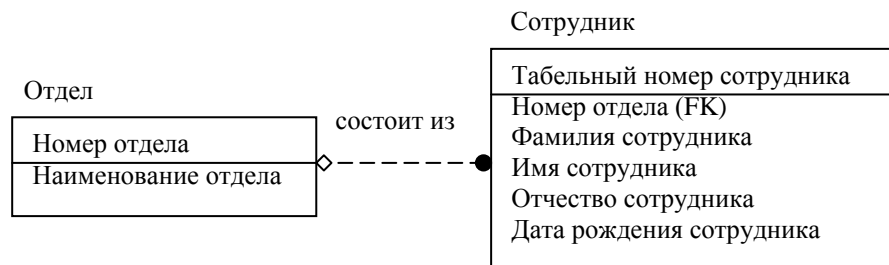 Отдел
Номер отдела
Наименование отдела
состоит из
Сотрудник
Табельный номер сотрудника
Номер отдела (FK)
Фамилия сотрудника
Имя сотрудника
Отчество сотрудника
Дата рождения сотрудника